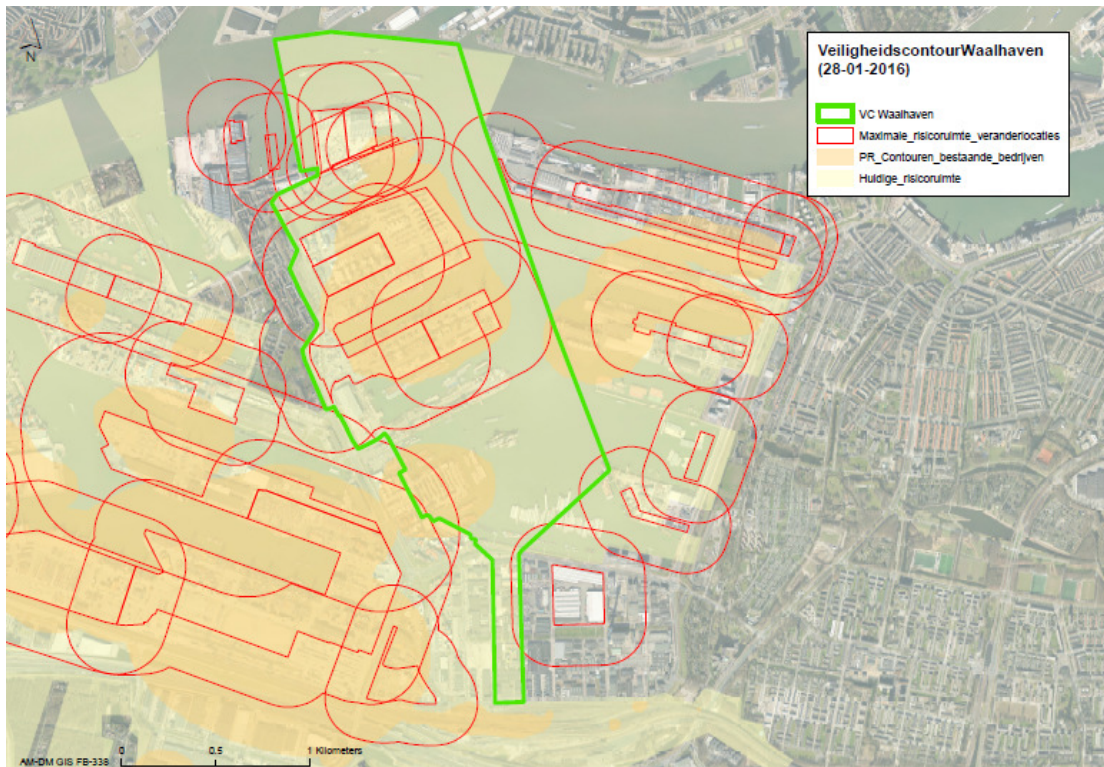 N
VeiligheidscontourWaalhaven
(28-01-2016)
VC Waalhaven
Maximale_risicoruimte_veranderlocaties
PR_Contouren_bestaande_bedrijven
Huidige_risicoruimte
0 0.5 1 Kilometers
AM-DM GIS FB-338